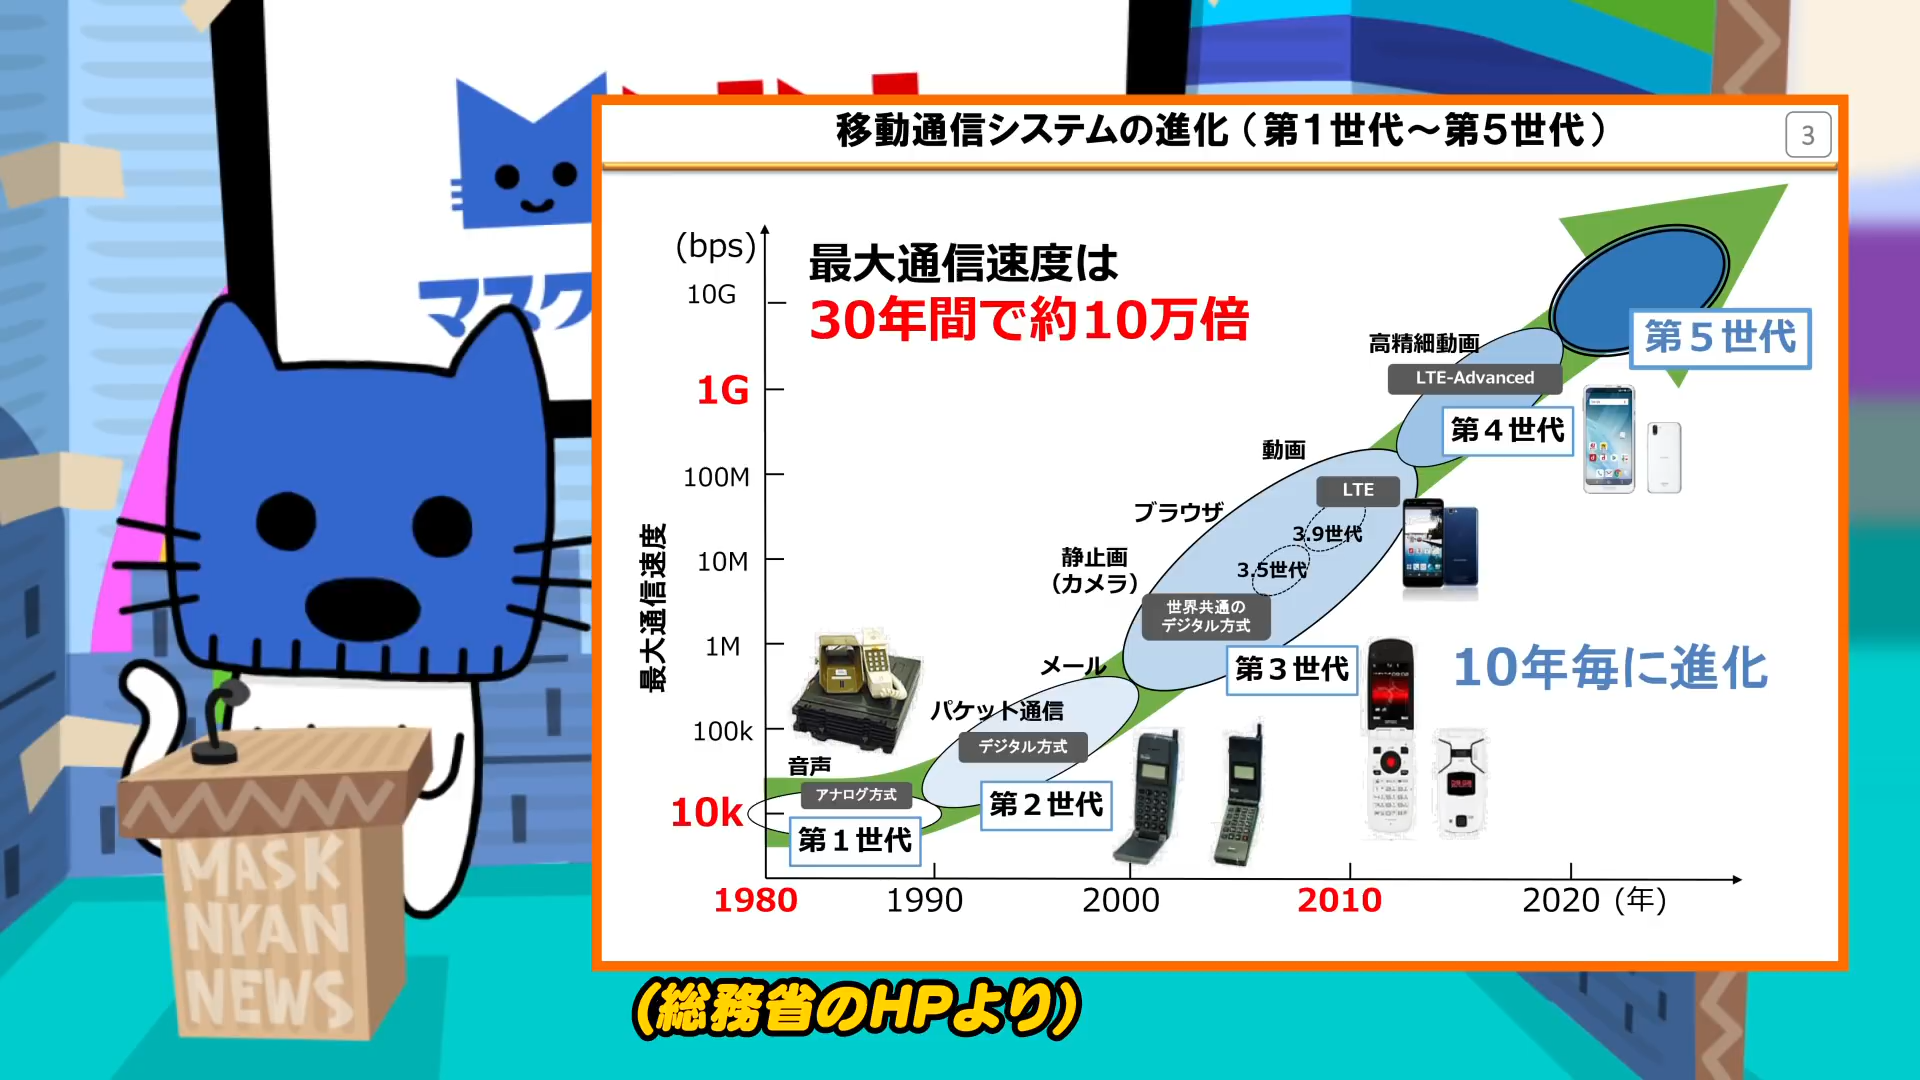 マスク
移動通信システムの進化（第１世代～第５世代）
3
(bps)
最大通信速度は
30年間で約10万倍
10G
1G
100M
10M
1M
100k
10k
最大通信速度
第５世代
高精細動画
LTE-Advanced
第４世代
動画
LTE
ブラウザ
3.9世代
静止画
（カメラ）
3.5世代
世界共通の
デジタル方式
第３世代
10年毎に進化
メール
パケット通信
デジタル方式
第２世代
音声
アナログ方式
第１世代
1980
1990
2000
2010
2020
(年)
MASK
NYAN
NEWS
(総務省のHPより)